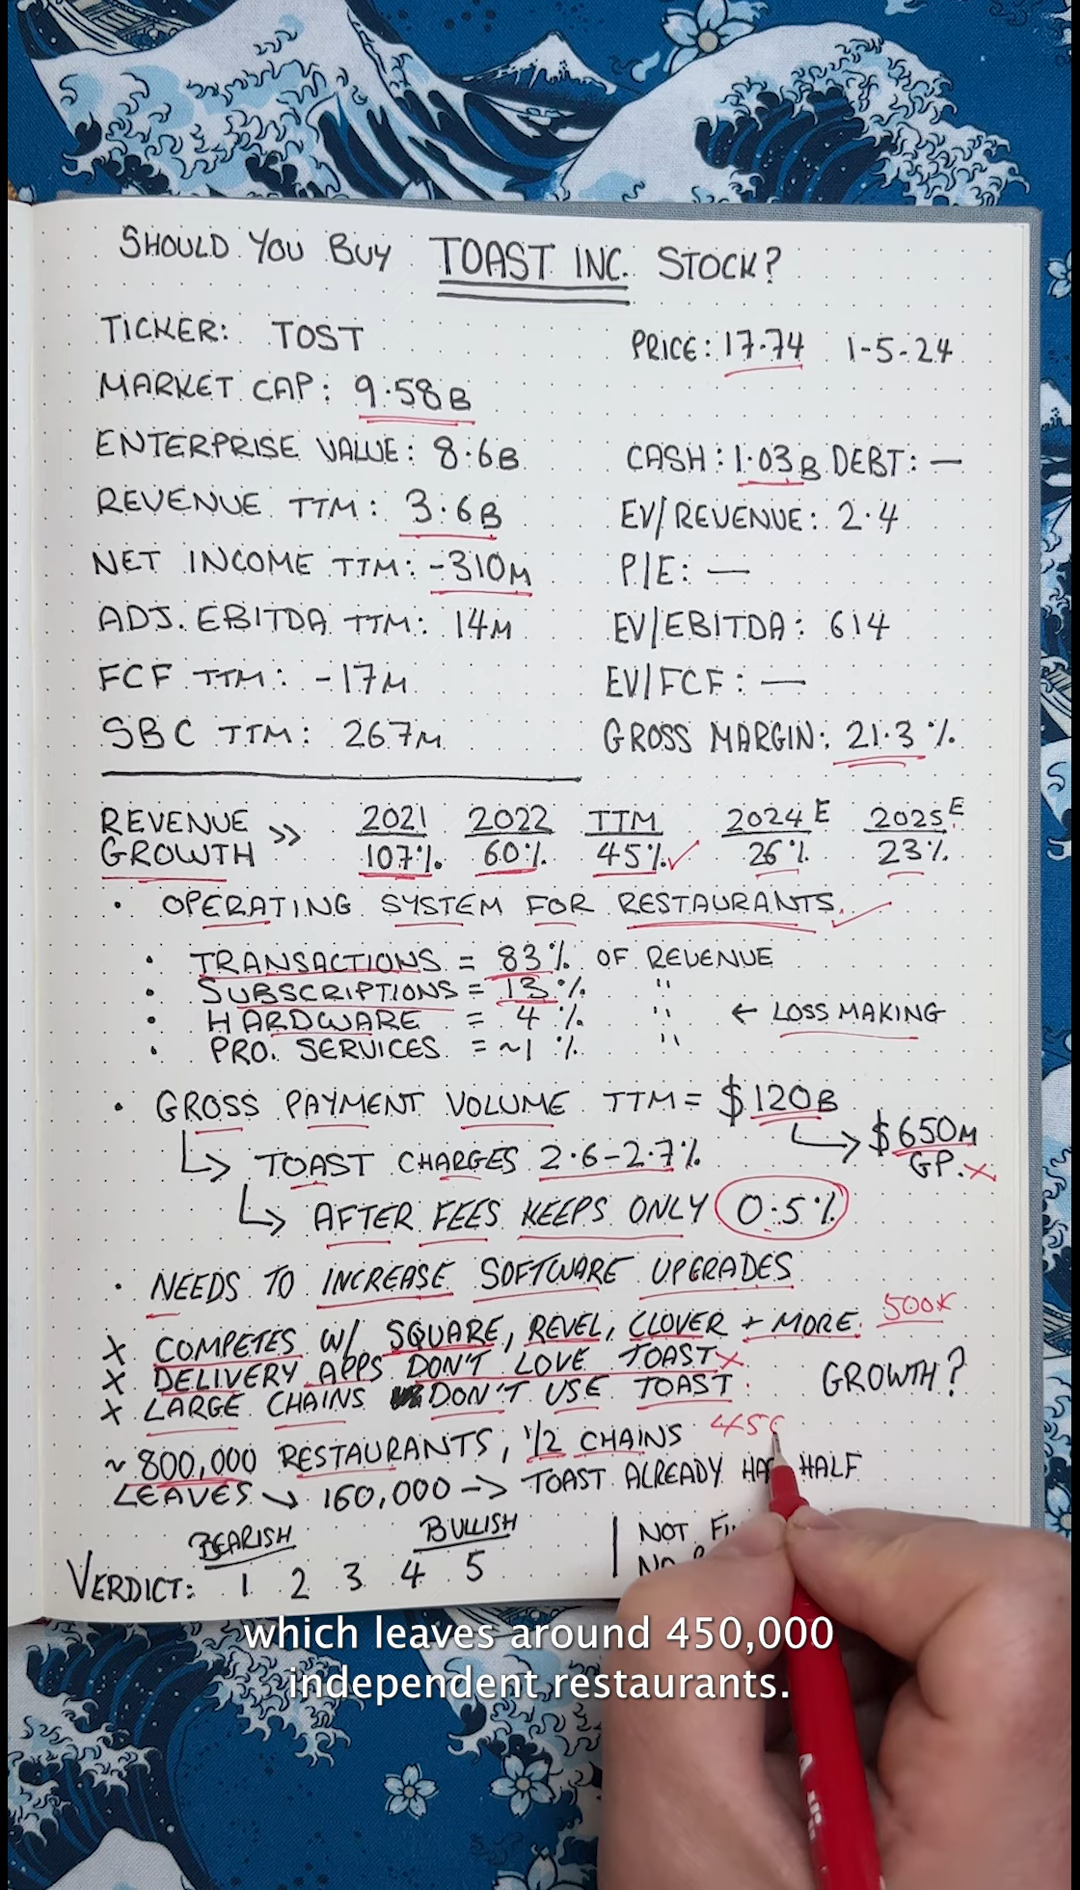 SHOULD YOU BUY TOAST INC. STOCK?
TICKER: TOST PRICE: 17.74 1-5-24
MARKET CAP: 9.58B
ENTERPRISE VALUE: 8.6B CASH: 1.03B DEBT: —
REVENUE TTM: 3.6B EV/REVENUE: 2.4
NET INCOME TTM: -310M P/E: —
ADJ. EBITDA TTM: 14M EV/EBITDA: 614
FCF TTM: -17M EV/FCF: —
SBC TTM: 267M GROSS MARGIN: 21.3%
REVENUE GROWTH >> 2021 2022 TTM 2024E 2025E
107% 60% 45% 26% 23%
• OPERATING SYSTEM FOR RESTAURANTS.
• TRANSACTIONS = 83% OF REVENUE
• SUBSCRIPTIONS = 13% "
• HARDWARE = 4% " ← LOSS MAKING
• PRO. SERVICES = ~1% "
• GROSS PAYMENT VOLUME TTM = $120B
↳ $650M GP.
↳ TOAST CHARGES 2.6-2.7%
↳ AFTER FEES KEEPS ONLY 0.5%
• NEEDS TO INCREASE SOFTWARE UPGRADES
X COMPETES W/ SQUARE, REVEL, CLOVER + MORE. 500K
X DELIVERY APPS DON'T LOVE TOAST
X LARGE CHAINS DON'T USE TOAST GROWTH?
~800,000 RESTAURANTS, 1/2 CHAINS 450
LEAVES ↘ 160,000 -> TOAST ALREADY HALF
BEARISH BULLISH
VERDICT: 1 2 3 4 5
NOT
which leaves around 450,000
independent restaurants.